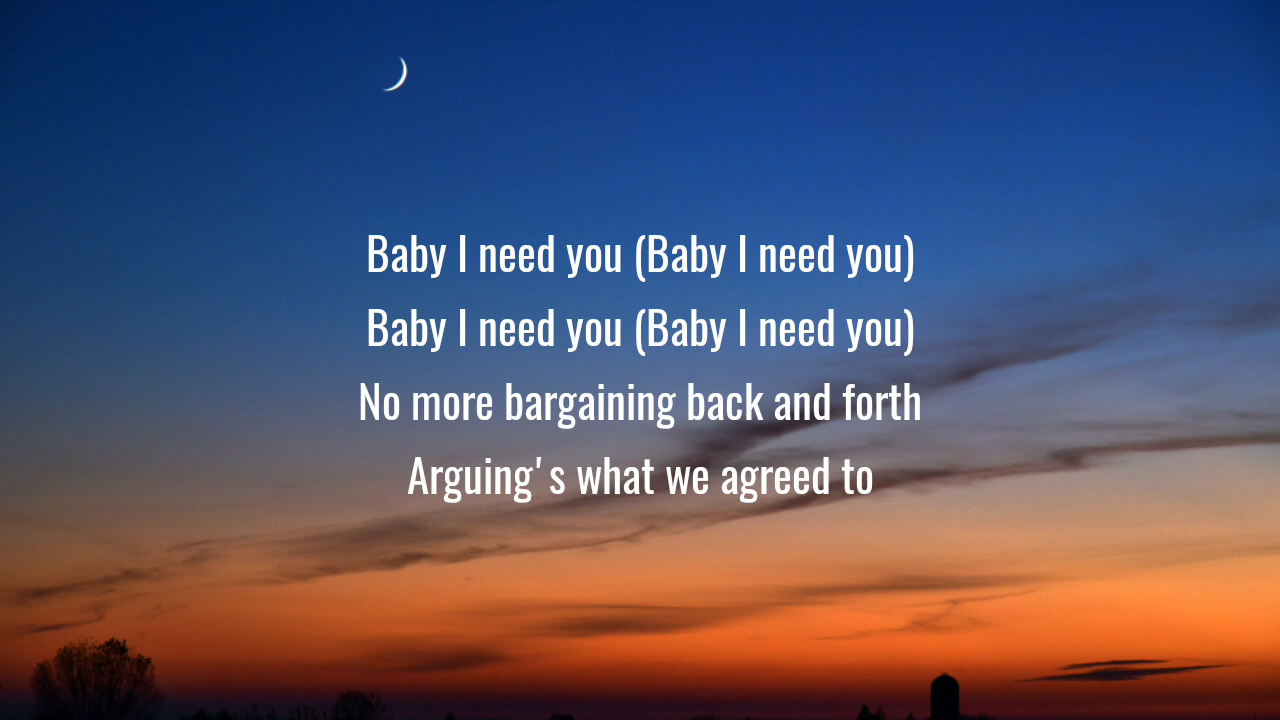 Baby I need you (Baby I need you)
Baby I need you (Baby I need you)
No more bargaining back and forth
Arguing's what we agreed to